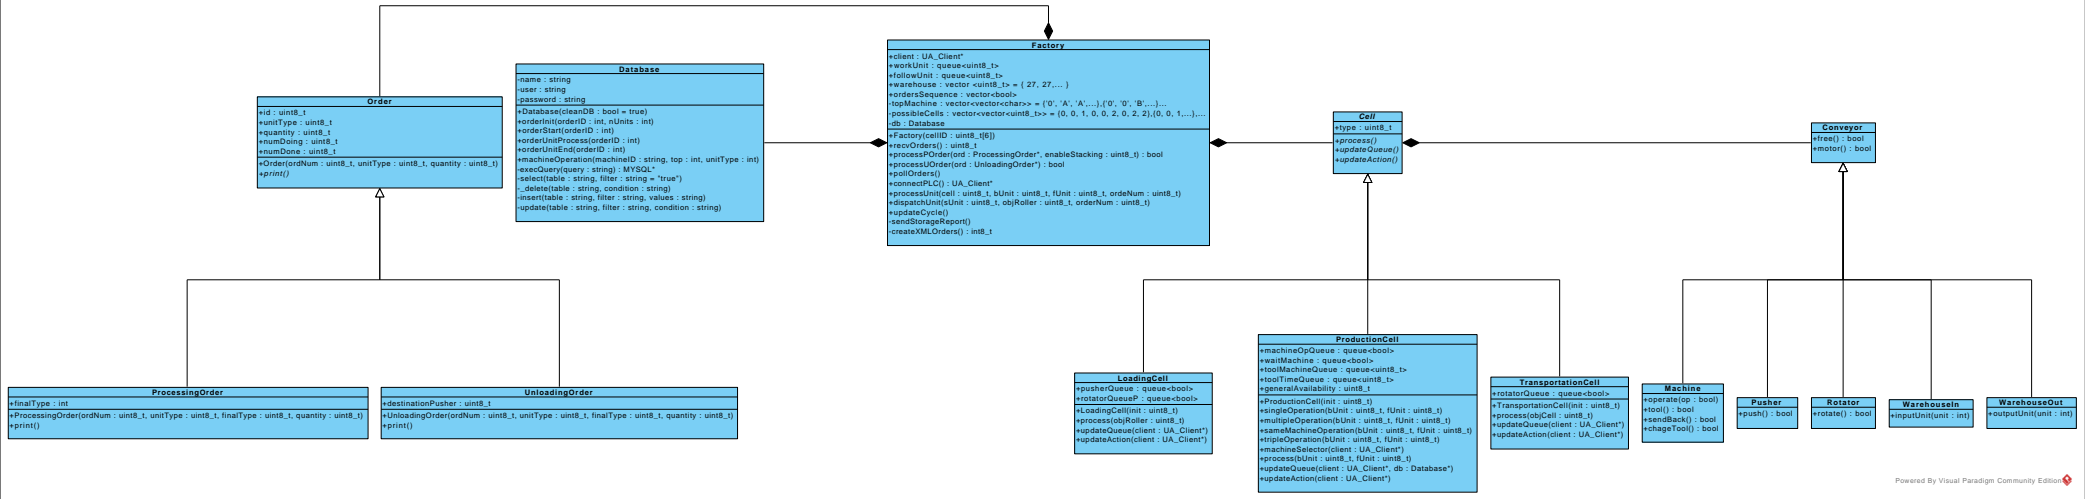 Factory
+client : UA_Client*
+workUnit : queue<uint8_t>
+followUnit : queue<uint8_t>
+warehouse : vector <uint8_t> = { 27, 27,... }
+ordersSequence : vector<bool>
-topMachine : vector<vector<char>> = {'0', 'A', 'A',...},{'0', '0', 'B',...}...
-possibleCells : vector<vector<uint8_t>> = {0, 0, 1, 0, 0, 2, 0, 2, 2},{0, 0, 1,...},...
-db : Database
+Factory(cellID : uint8_t[6])
+recvOrders() : uint8_t
+processPOrder(ord : ProcessingOrder*, enableStacking : uint8_t) : bool
+processUOrder(ord : UnloadingOrder*) : bool
+pollOrders()
+connectPLC() : UA_Client*
+processUnit(cell : uint8_t, bUnit : uint8_t, fUnit : uint8_t, ordeNum : uint8_t)
+dispatchUnit(sUnit : uint8_t, objRoller : uint8_t, orderNum : uint8_t)
+updateCycle()
-sendStorageReport()
-createXMLOrders() : int8_t
Database
-name : string
-user : string
-password : string
+Database(cleanDB : bool = true)
+orderInit(orderID : int, nUnits : int)
+orderStart(orderID : int)
+orderUnitProcess(orderID : int)
+orderUnitEnd(orderID : int)
+machineOperation(machineID : string, top : int, unitType : int)
-execQuery(query : string) : MYSQL*
-select(table : string, filter : string = "true")
-_delete(table : string, condition : string)
-insert(table : string, filter : string, values : string)
-update(table : string, filter : string, condition : string)
Order
+id : uint8_t
+unitType : uint8_t
+quantity : uint8_t
+numDoing : uint8_t
+numDone : uint8_t
+Order(ordNum : uint8_t, unitType : uint8_t, quantity : uint8_t)
+print()
Cell
+type : uint8_t
+process()
+updateQueue()
+updateAction()
Conveyor
+free() : bool
+motor() : bool
ProcessingOrder
+finalType : int
+ProcessingOrder(ordNum : uint8_t, unitType : uint8_t, finalType : uint8_t, quantity : uint8_t)
+print()
UnloadingOrder
+destinationPusher : uint8_t
+UnloadingOrder(ordNum : uint8_t, unitType : uint8_t, finalType : uint8_t, quantity : uint8_t)
+print()
LoadingCell
+pusherQueue : queue<bool>
+rotatorQueueP : queue<bool>
+LoadingCell(init : uint8_t)
+process(objRoller : uint8_t)
+updateQueue(client : UA_Client*)
+updateAction(client : UA_Client*)
ProductionCell
+machineOpQueue : queue<bool>
+waitMachine : queue<bool>
+toolMachineQueue : queue<uint8_t>
+toolTimeQueue : queue<uint8_t>
+generalAvailability : uint8_t
+ProductionCell(init : uint8_t)
+singleOperation(bUnit : uint8_t, fUnit : uint8_t)
+multipleOperation(bUnit : uint8_t, fUnit : uint8_t)
+sameMachineOperation(bUnit : uint8_t, fUnit : uint8_t)
+tripleOperation(bUnit : uint8_t, fUnit : uint8_t)
+machineSelector(client : UA_Client*)
+process(bUnit : uint8_t, fUnit : uint8_t)
+updateQueue(client : UA_Client*, db : Database*)
+updateAction(client : UA_Client*)
TransportationCell
+rotatorQueue : queue<bool>
+TransportationCell(init : uint8_t)
+process(objCell : uint8_t)
+updateQueue(client : UA_Client*)
+updateAction(client : UA_Client*)
Machine
+operate(op : bool)
+tool() : bool
+sendBack() : bool
+chageTool() : bool
Pusher
+push() : bool
Rotator
+rotate() : bool
WarehouseIn
+inputUnit(unit : int)
WarehouseOut
+outputUnit(unit : int)
Powered By Visual Paradigm Community Edition